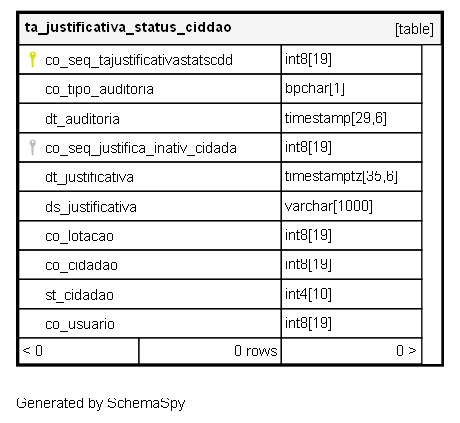 ta_justificativa_status_ciddao [table]
co_seq_tajustificativastatscdd int8[19]
co_tipo_auditoria bpchar[1]
dt_auditoria timestamp[29,6]
co_seq_justifica_inativ_cidada int8[19]
dt_justificativa timestamptz[35,6]
ds_justificativa varchar[1000]
co_lotacao int8[19]
co_cidadao int8[19]
st_cidadao int4[10]
co_usuario int8[19]
< 0 0 rows 0 >
Generated by SchemaSpy